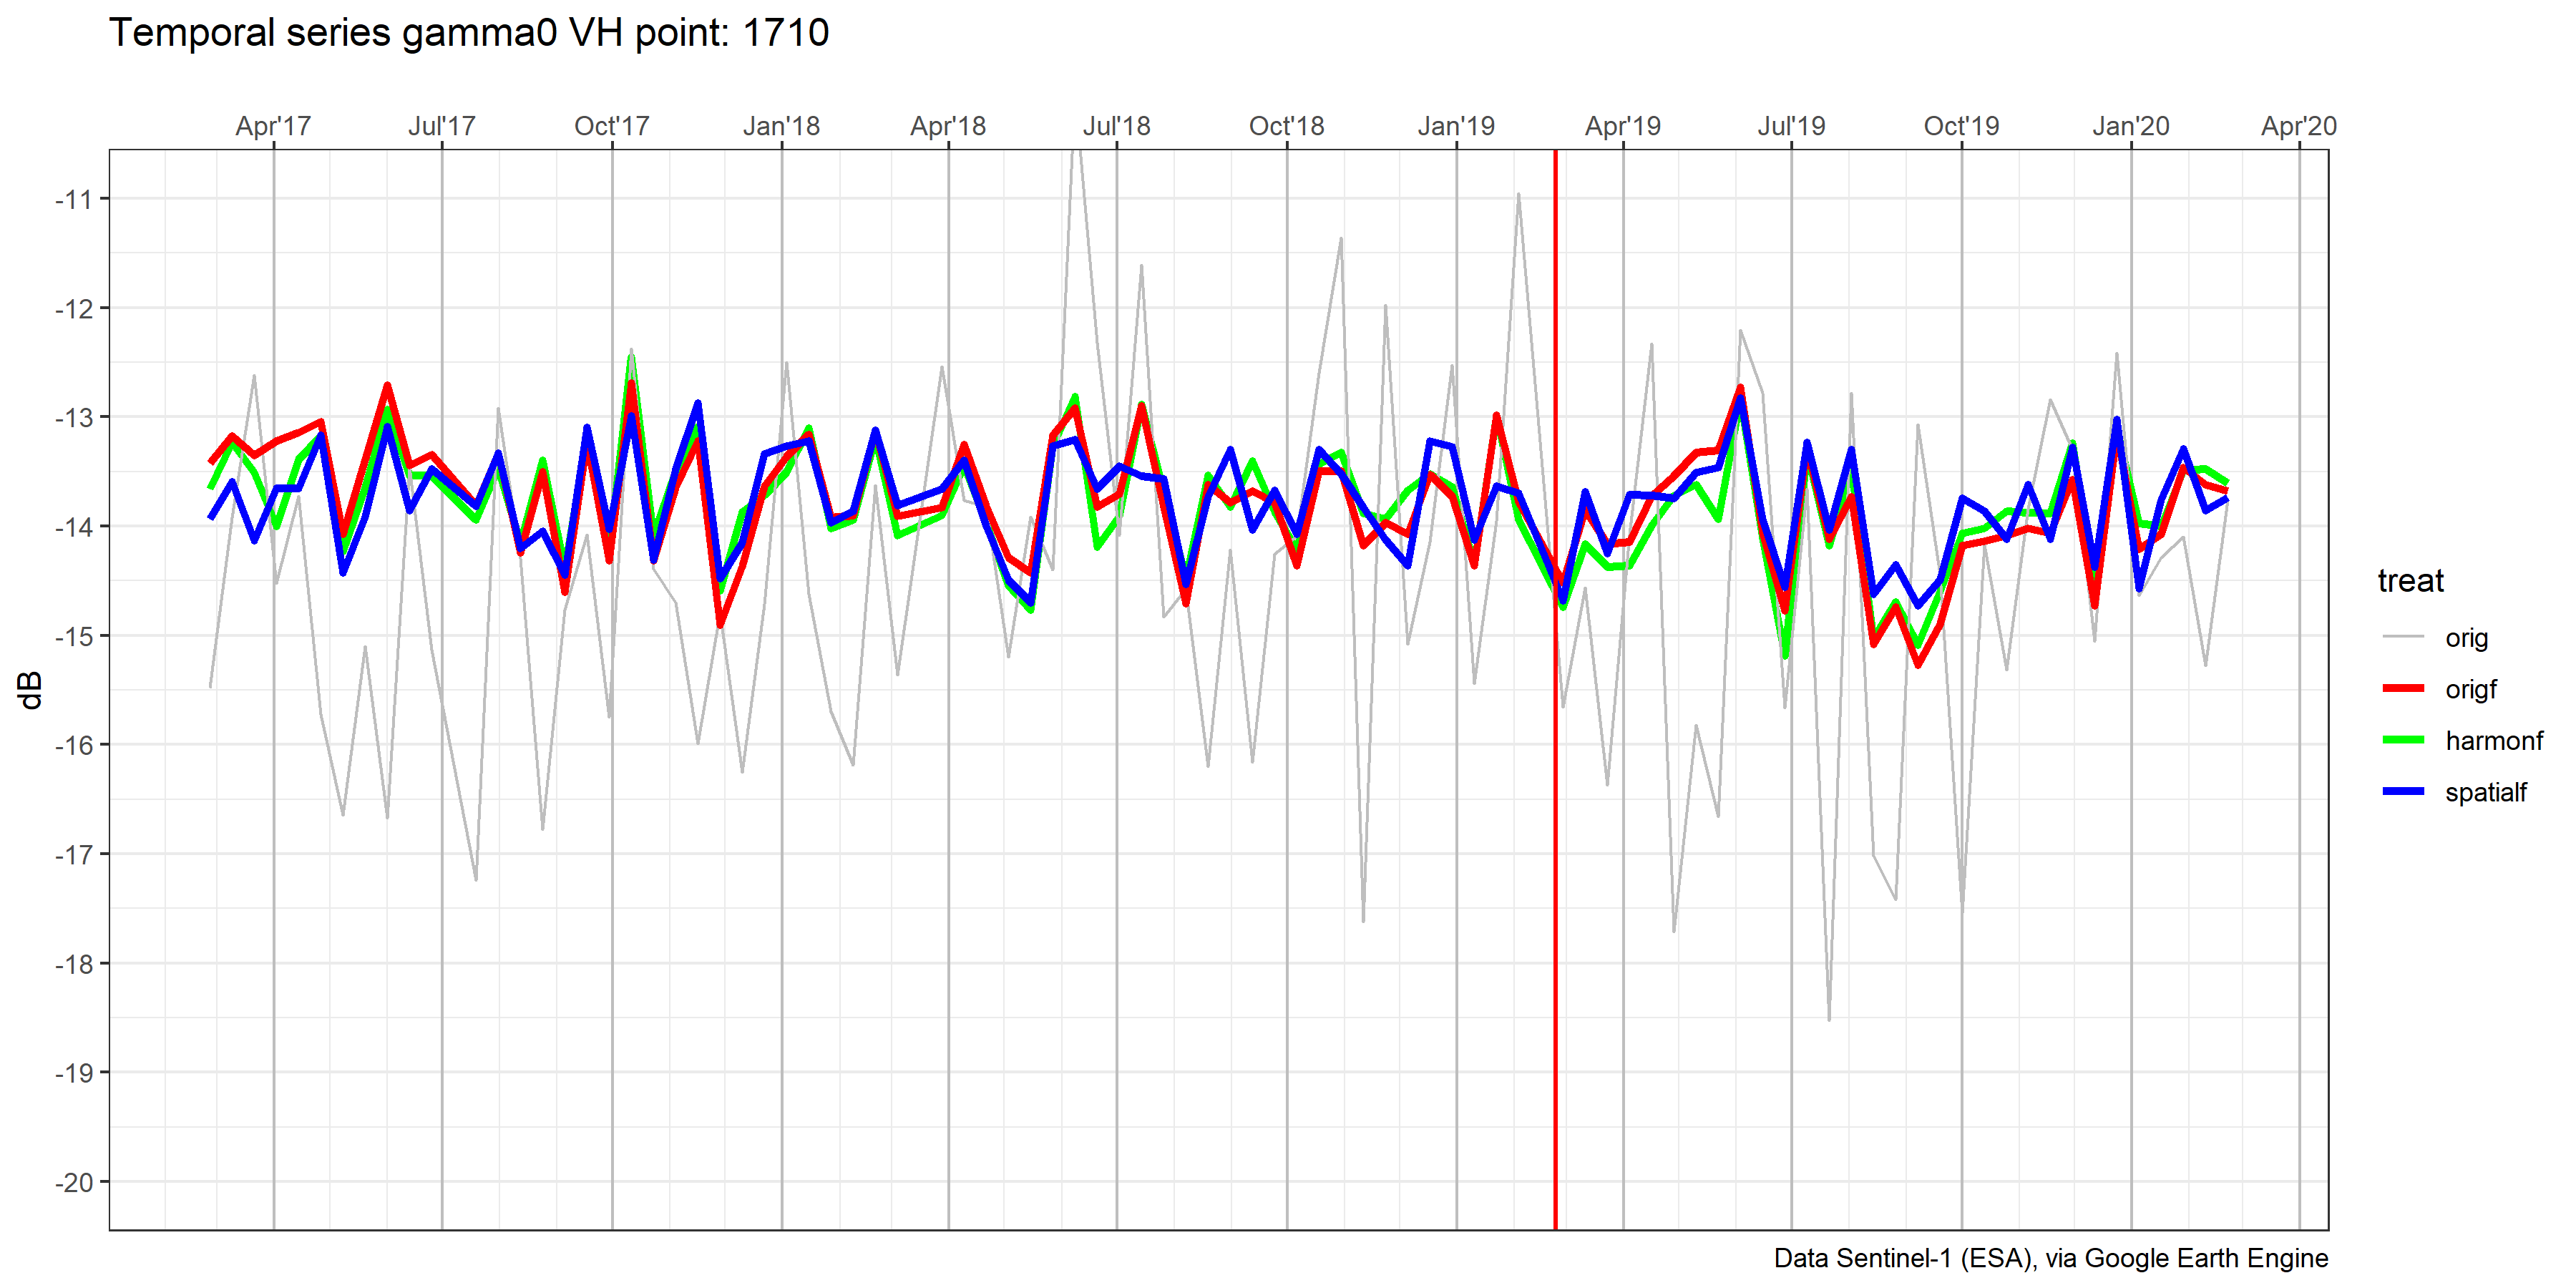 Temporal series gamma0 VH point: 1710
Apr'17 Jul'17 Oct'17 Jan'18 Apr'18 Jul'18 Oct'18 Jan'19 Apr'19 Jul'19 Oct'19 Jan'20 Apr'20
-11
-12
-13
-14
-15
-16
-17
-18
-19
-20
dB
treat
orig
origf
harmonf
spatialf
Data Sentinel-1 (ESA), via Google Earth Engine